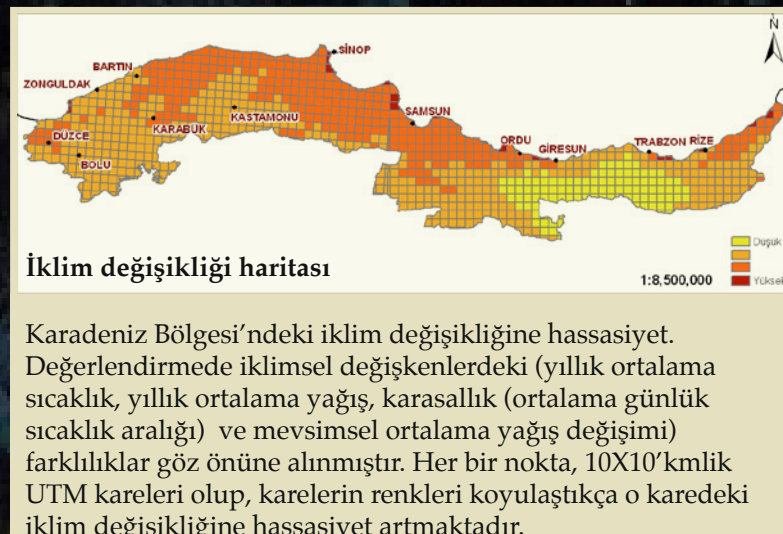 N
SİNOP
BARTIN
ZONGULDAK
SAMSUN
KASTAMONU
KARABÜK
DÜZCE
ORDU
TRABZON RİZE
GİRESUN
BOLU
Düşük
İklim değişikliği haritası
1:8,500,000
Yüksek
Karadeniz Bölgesi’ndeki iklim değişikliğine hassasiyet.
Değerlendirmede iklimsel değişkenlerdeki (yıllık ortalama
sıcaklık, yıllık ortalama yağış, karasallık (ortalama günlük
sıcaklık aralığı) ve mevsimsel ortalama yağış değişimi)
farklılıklar göz önüne alınmıştır. Her bir nokta, 10X10’kmlik
UTM kareleri olup, karelerin renkleri koyulaştıkça o karedeki
iklim değişikliğine hassasiyet artmaktadır.